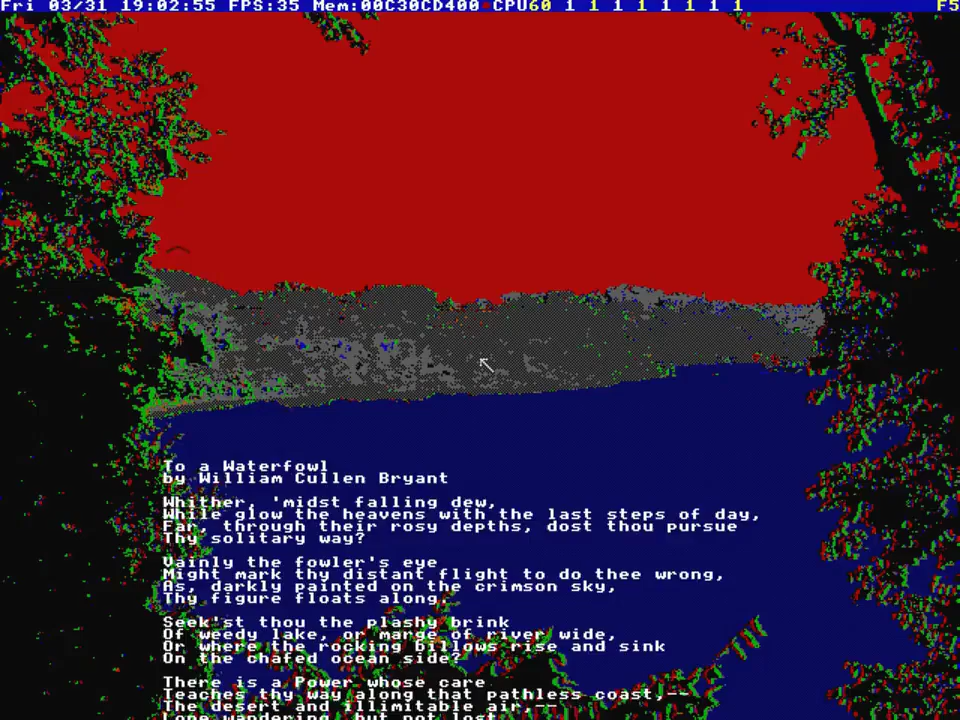 Fri 03/31 19:02:55 FPS:35 Mem:00C30CD400 CPU60 1 1 1 1 1 1 1 1 F5
To a Waterfowl
by William Cullen Bryant
Whither, 'midst falling dew,
While glow the heavens with the last steps of day,
Far, through their rosy depths, dost thou pursue
Thy solitary way?
Vainly the fowler's eye
Might mark thy distant flight to do thee wrong,
As, darkly painted on the crimson sky,
Thy figure floats along.
Seek'st thou the plashy brink
Of weedy lake, or marge of river wide,
Or where the rocking billows rise and sink
On the chafed ocean side?
There is a Power whose care
Teaches thy way along that pathless coast,--
The desert and illimitable air,--
Lone wandering, but not lost